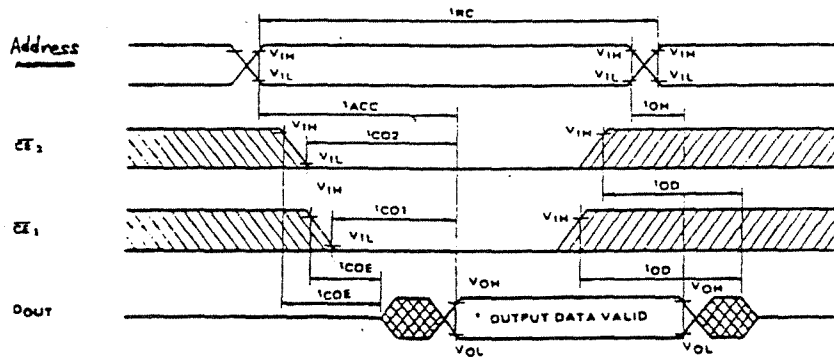 tRC
Address
VIH
VIL
VIH
VIL
VIH
VIL
tACC
tOH
CE2
VIH
tCO2
VIL
VIH
tOD
CE1
VIH
tCO1
VIL
VIH
tCOE
tOD
tCOE
DOUT
VOH
* OUTPUT DATA VALID
VOL
VOH
VOL